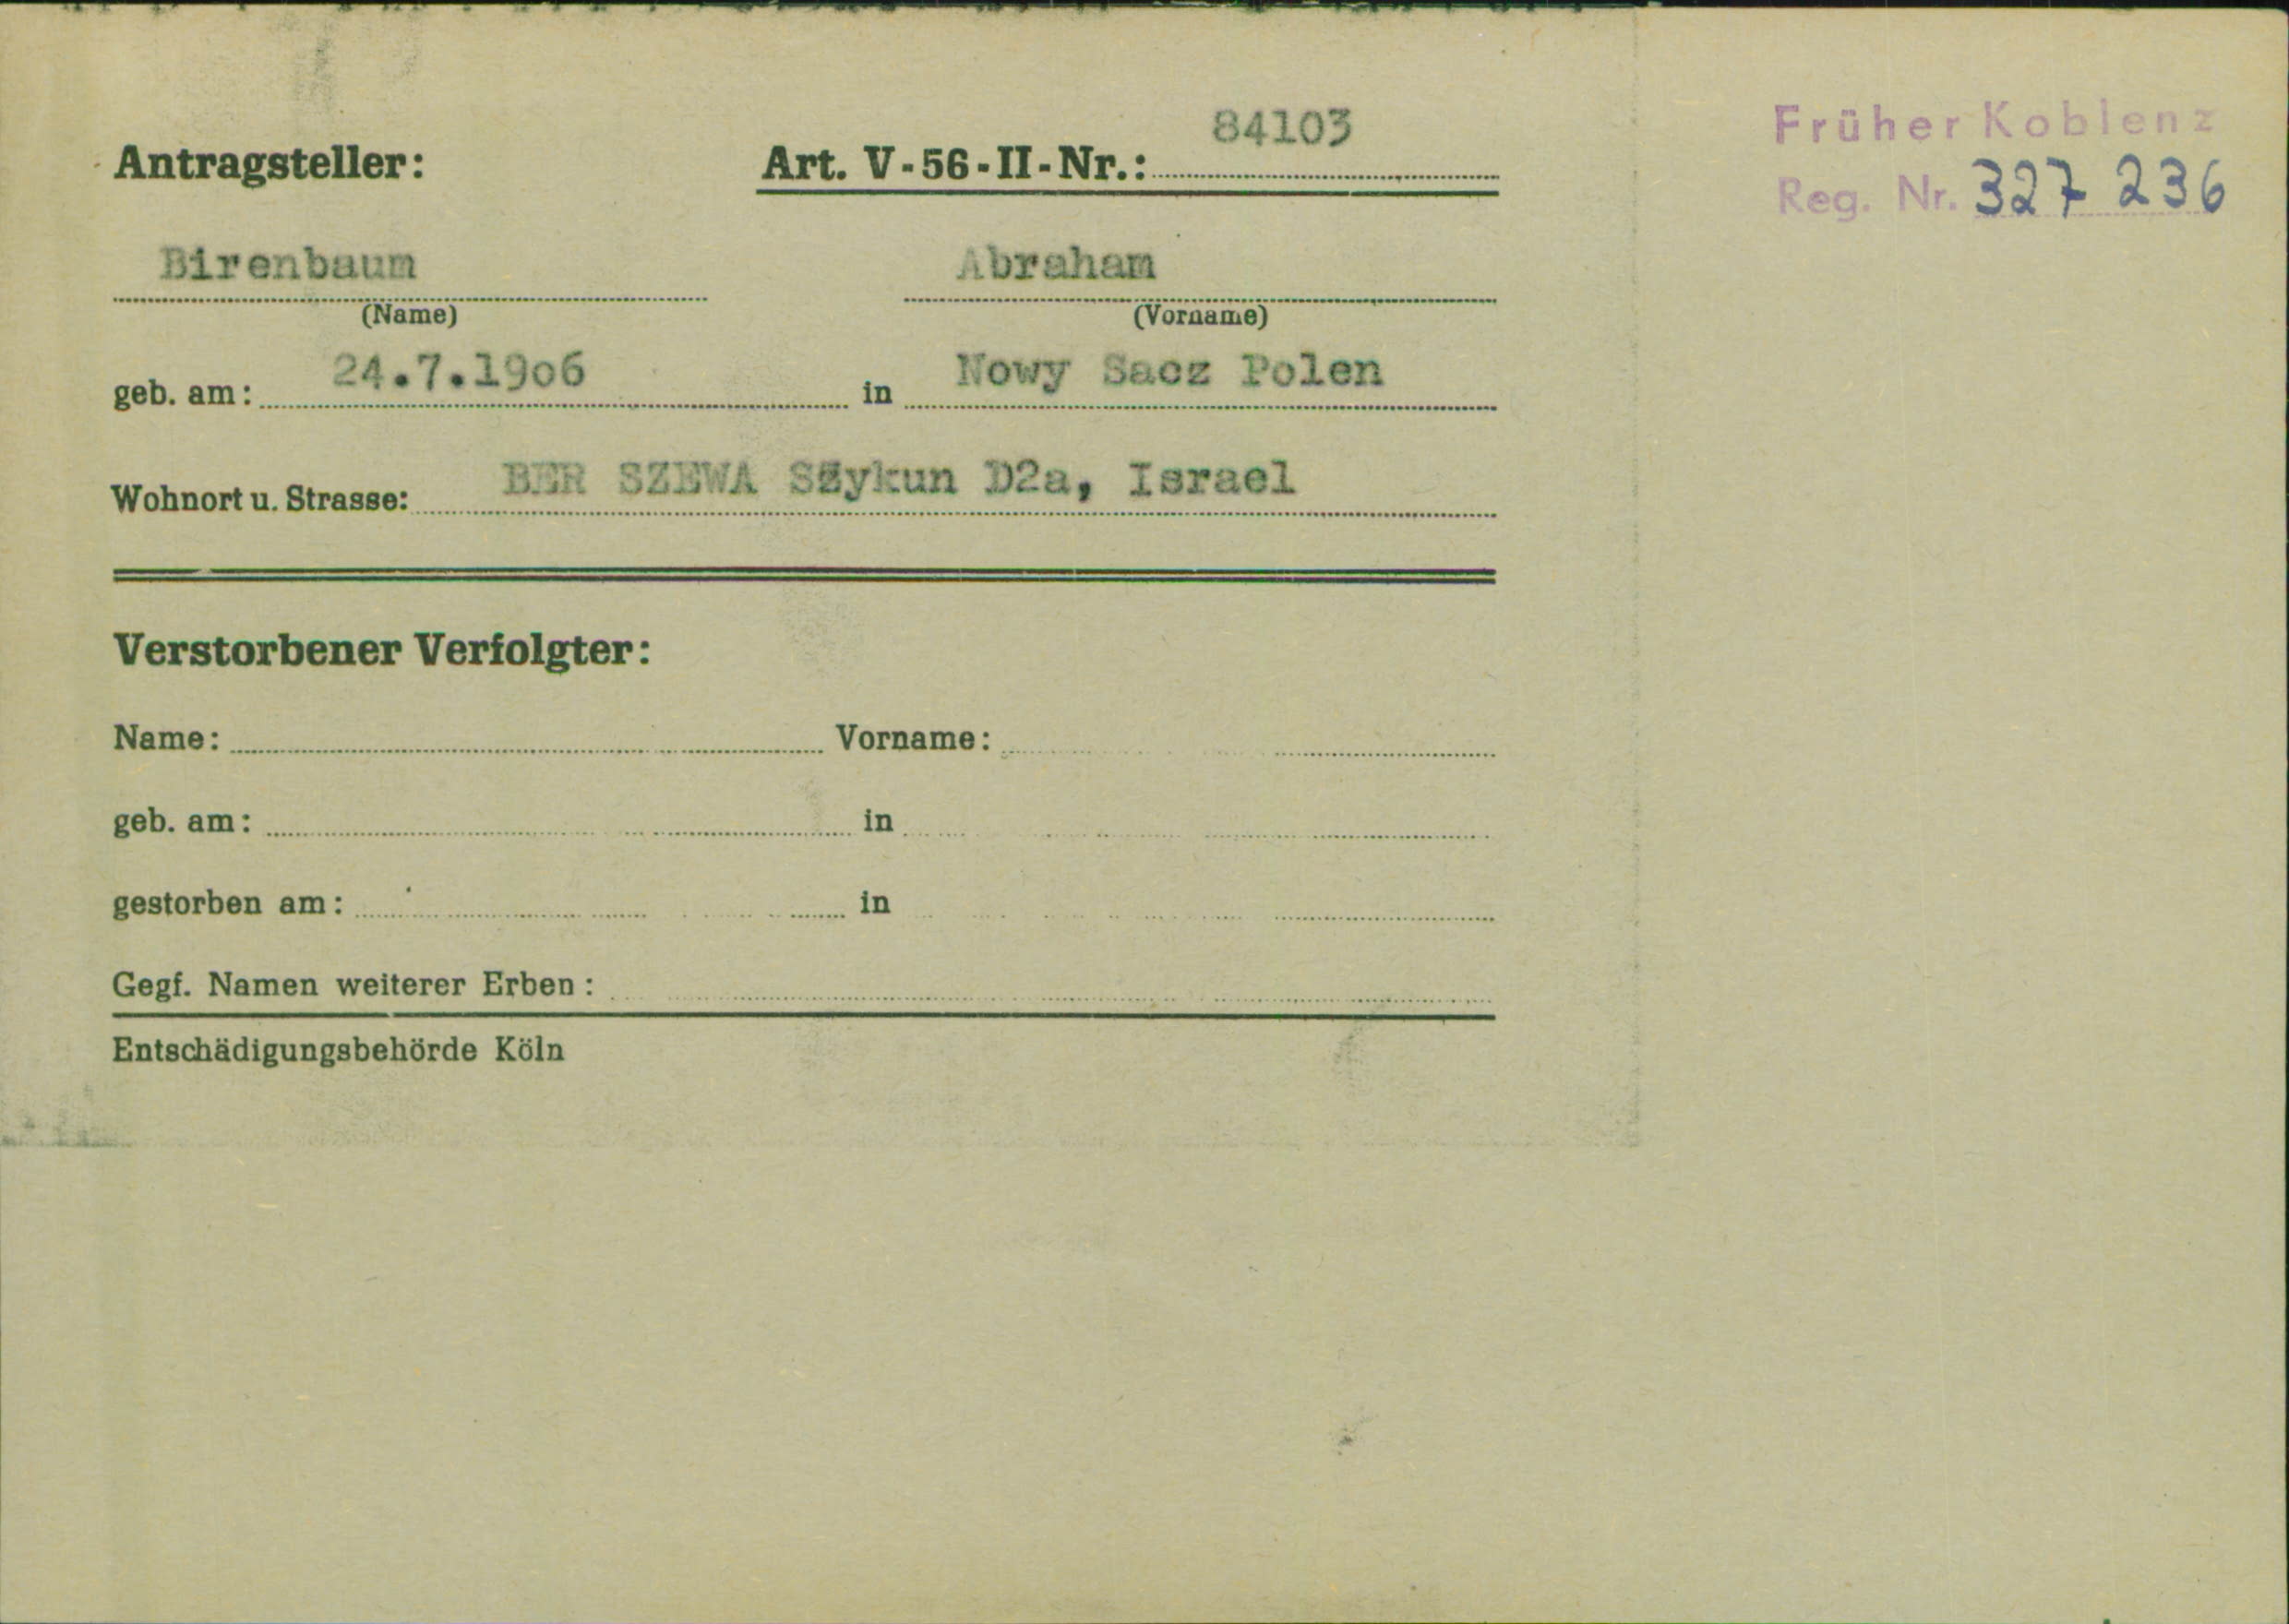 Antragsteller:
Art. V-56-II-Nr.: 84103
Früher Koblenz
Reg. Nr. 327 236
Birenbaum Abraham
(Name) (Vorname)
geb. am: 24.7.1906 in Nowy Sacz Polen
Wohnort u. Strasse: BER SZEWA Szykun D2a, Israel
Verstorbener Verfolgter:
Name: Vorname:
geb. am: in
gestorben am: in
Gegf. Namen weiterer Erben:
Entschädigungsbehörde Köln